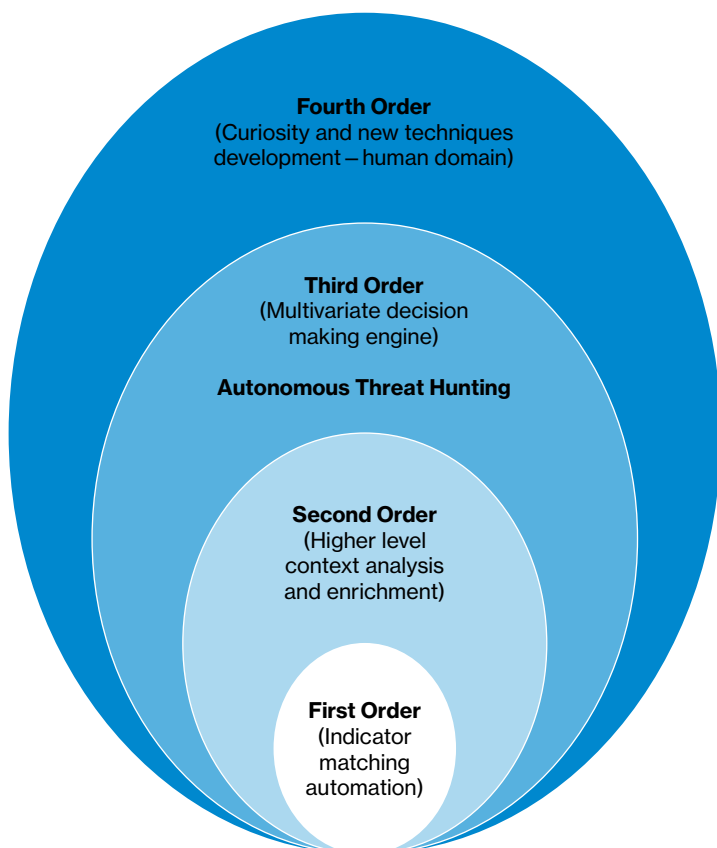 Fourth Order
(Curiosity and new techniques
development – human domain)
Third Order
(Multivariate decision
making engine)
Autonomous Threat Hunting
Second Order
(Higher level
context analysis
and enrichment)
First Order
(Indicator
matching
automation)